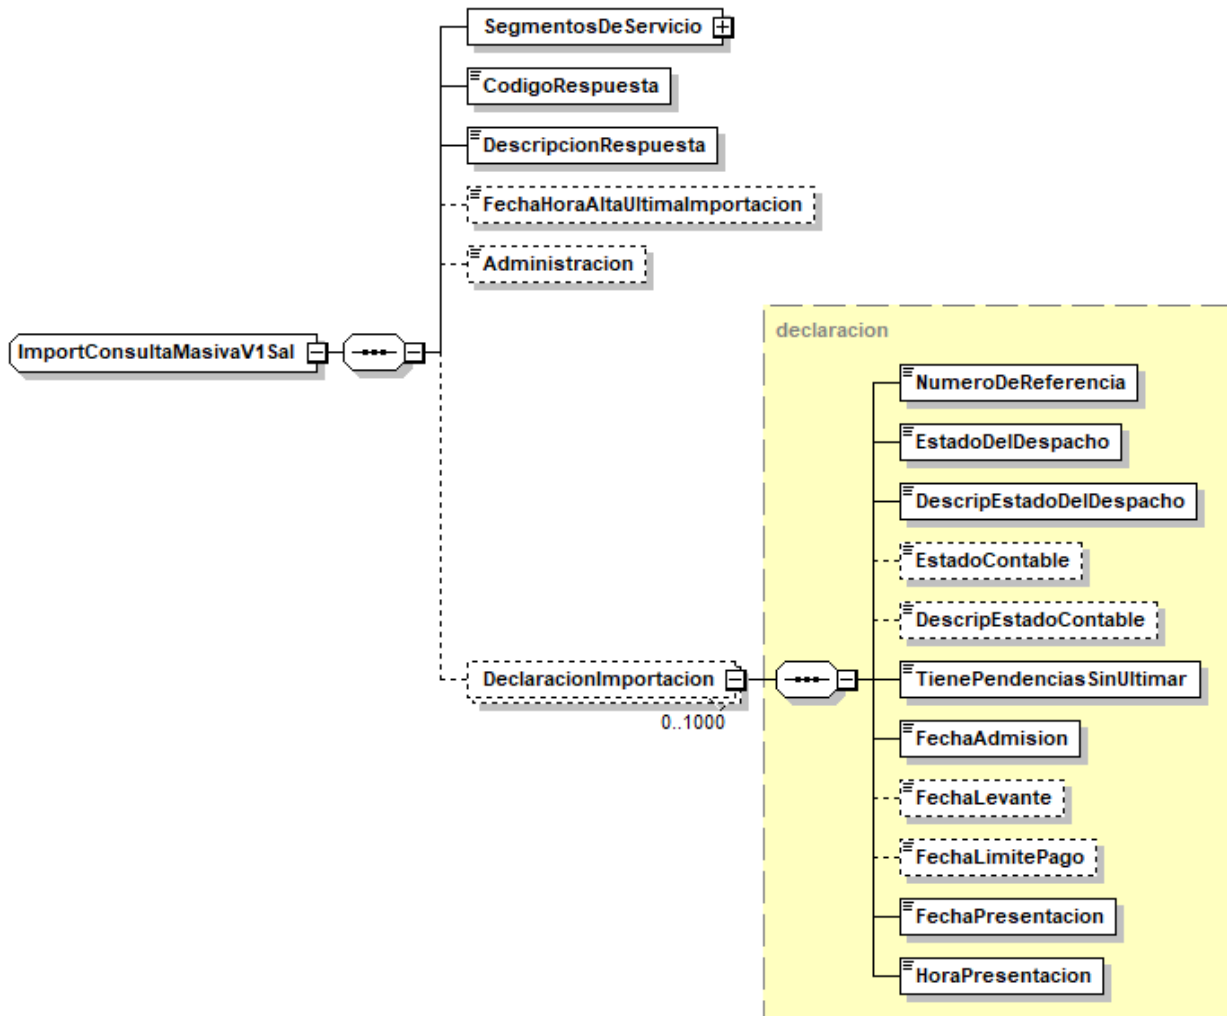 SegmentosDeServicio
CodigoRespuesta
DescripcionRespuesta
FechaHoraAltaUltimaImportacion
Administracion
ImportConsultaMasivaV1Sal
declaracion
NumeroDeReferencia
EstadoDelDespacho
DescripEstadoDelDespacho
EstadoContable
DescripEstadoContable
DeclaracionImportacion
0..1000
TienePendenciasSinUltimar
FechaAdmision
FechaLevante
FechaLimitePago
FechaPresentacion
HoraPresentacion